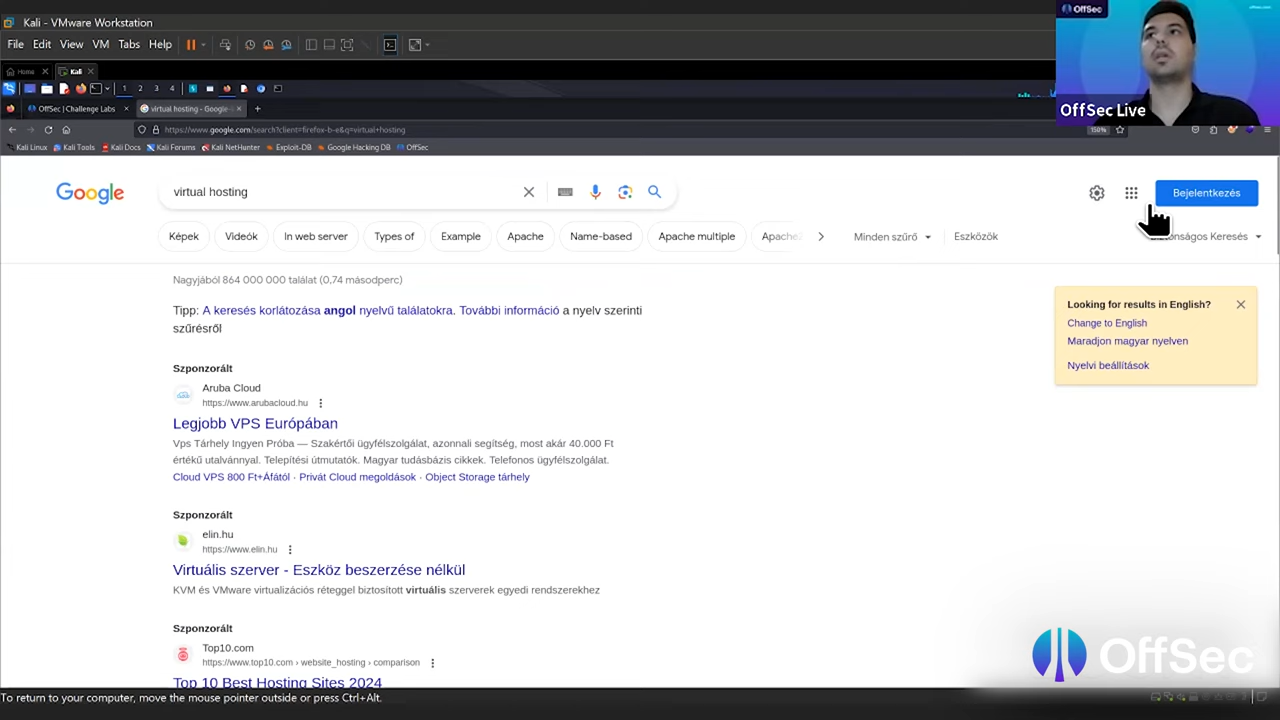 Kali - VMware Workstation
File Edit View VM Tabs Help
OffSec
Home Kali
1 2 3 4
OffSec Live
OffSec | Challenge Labs virtual hosting - Google
https://www.google.com/search?client=firefox-b-e&q=virtual+hosting
150%
Kali Linux Kali Tools Kali Docs Kali Forums Kali NetHunter Exploit-DB Google Hacking DB OffSec
Google virtual hosting Bejelentkezés
Képek Videók In web server Types of Example Apache Name-based Apache multiple Apache Minden szűrő Eszközök Keresés
Nagyjából 864 000 000 találat (0,74 másodperc)
Tipp: A keresés korlátozása angol nyelvű találatokra. További információ a nyelv szerinti
szűrésről
Looking for results in English?
Change to English
Maradjon magyar nyelven
Nyelvi beállítások
Szponzorált
Aruba Cloud
https://www.arubacloud.hu
Legjobb VPS Európában
Vps Tárhely Ingyen Próba — Szakértői ügyfélszolgálat, azonnali segítség, most akár 40.000 Ft
értékű utalvánnyal. Telepítési útmutatók. Magyar tudásbázis cikkek. Telefonos ügyfélszolgálat.
Cloud VPS 800 Ft+Áfától · Privát Cloud megoldások · Object Storage tárhely
Szponzorált
elin.hu
https://www.elin.hu
Virtuális szerver - Eszköz beszerzése nélkül
KVM és VMware virtualizációs réteggel biztosított virtuális szerverek egyedi rendszerekhez
Szponzorált
Top10.com
https://www.top10.com › website_hosting › comparison
Top 10 Best Hosting Sites 2024
OffSec
To return to your computer, move the mouse pointer outside or press Ctrl+Alt.